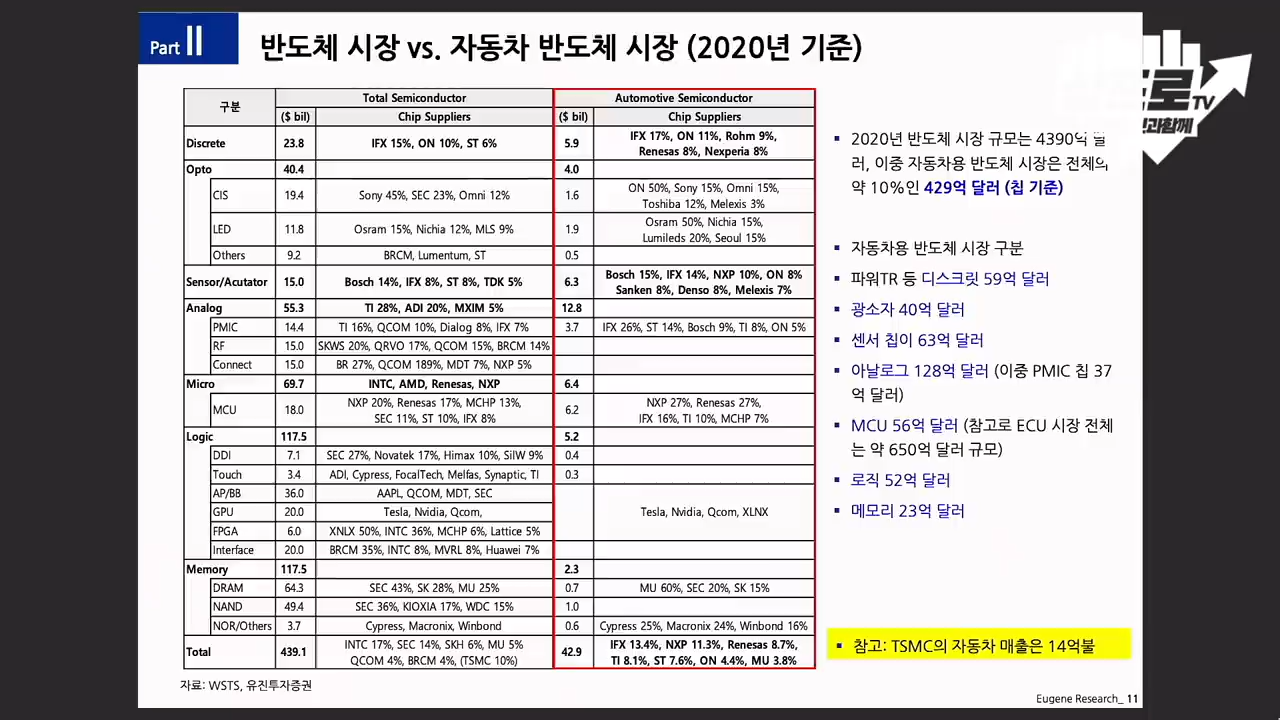 Part II
반도체 시장 vs. 자동차 반도체 시장 (2020년 기준)
구분 Total Semiconductor Automotive Semiconductor
($ bil) Chip Suppliers ($ bil) Chip Suppliers
Discrete 23.8 IFX 15%, ON 10%, ST 6% 5.9 IFX 17%, ON 11%, Rohm 9%,
Renesas 8%, Nexperia 8%
Opto 40.4 4.0
CIS 19.4 Sony 45%, SEC 23%, Omni 12% 1.6 ON 50%, Sony 15%, Omni 15%,
Toshiba 12%, Melexis 3%
LED 11.8 Osram 15%, Nichia 12%, MLS 9% 1.9 Osram 50%, Nichia 15%,
Lumileds 20%, Seoul 15%
Others 9.2 BRCM, Lumentum, ST 0.5
Sensor/Acutator 15.0 Bosch 14%, IFX 8%, ST 8%, TDK 5% 6.3 Bosch 15%, IFX 14%, NXP 10%, ON 8%
Sanken 8%, Denso 8%, Melexis 7%
Analog 55.3 TI 28%, ADI 20%, MXIM 5% 12.8
PMIC 14.4 TI 16%, QCOM 10%, Dialog 8%, IFX 7% 3.7 IFX 26%, ST 14%, Bosch 9%, TI 8%, ON 5%
RF 15.0 SKWS 20%, QRVO 17%, QCOM 15%, BRCM 14%
Connect 15.0 BR 27%, QCOM 189%, MDT 7%, NXP 5%
Micro 69.7 INTC, AMD, Renesas, NXP 6.4
MCU 18.0 NXP 20%, Renesas 17%, MCHP 13%, 6.2 NXP 27%, Renesas 27%,
SEC 11%, ST 10%, IFX 8% IFX 16%, TI 10%, MCHP 7%
Logic 117.5 5.2
DDI 7.1 SEC 27%, Novatek 17%, Himax 10%, SilW 9% 0.4
Touch 3.4 ADI, Cypress, FocalTech, Melfas, Synaptic, TI 0.3
AP/BB 36.0 AAPL, QCOM, MDT, SEC
GPU 20.0 Tesla, Nvidia, Qcom, Tesla, Nvidia, Qcom, XLNX
FPGA 6.0 XNLX 50%, INTC 36%, MCHP 6%, Lattice 5%
Interface 20.0 BRCM 35%, INTC 8%, MVRL 8%, Huawei 7%
Memory 117.5 2.3
DRAM 64.3 SEC 43%, SK 28%, MU 25% 0.7 MU 60%, SEC 20%, SK 15%
NAND 49.4 SEC 36%, KIOXIA 17%, WDC 15% 1.0
NOR/Others 3.7 Cypress, Macronix, Winbond 0.6 Cypress 25%, Macronix 24%, Winbond 16%
Total 439.1 INTC 17%, SEC 14%, SKH 6%, MU 5% 42.9 IFX 13.4%, NXP 11.3%, Renesas 8.7%,
QCOM 4%, BRCM 4%, (TSMC 10%) TI 8.1%, ST 7.6%, ON 4.4%, MU 3.8%
자료: WSTS, 유진투자증권
▪ 2020년 반도체 시장 규모는 4390억 달
러, 이중 자동차용 반도체 시장은 전체의
약 10%인 429억 달러 (칩 기준)
▪ 자동차용 반도체 시장 구분
▪ 파워TR 등 디스크릿 59억 달러
▪ 광소자 40억 달러
▪ 센서 칩이 63억 달러
▪ 아날로그 128억 달러 (이중 PMIC 칩 37
억 달러)
▪ MCU 56억 달러 (참고로 ECU 시장 전체
는 약 650억 달러 규모)
▪ 로직 52억 달러
▪ 메모리 23억 달러
▪ 참고: TSMC의 자동차 매출은 14억불
Eugene Research_ 11
로TV
과함께